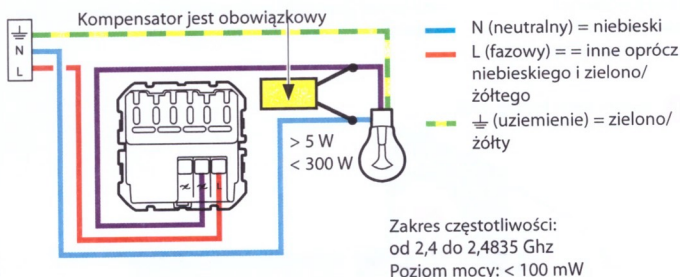 Kompensator jest obowiązkowy
N
L
> 5 W
< 300 W
L
N (neutralny) = niebieski
L (fazowy) = = inne oprócz
niebieskiego i zielono/
żółtego
(uziemienie) = zielono/
żółty
Zakres częstotliwości:
od 2,4 do 2,4835 Ghz
Poziom mocy: < 100 mW